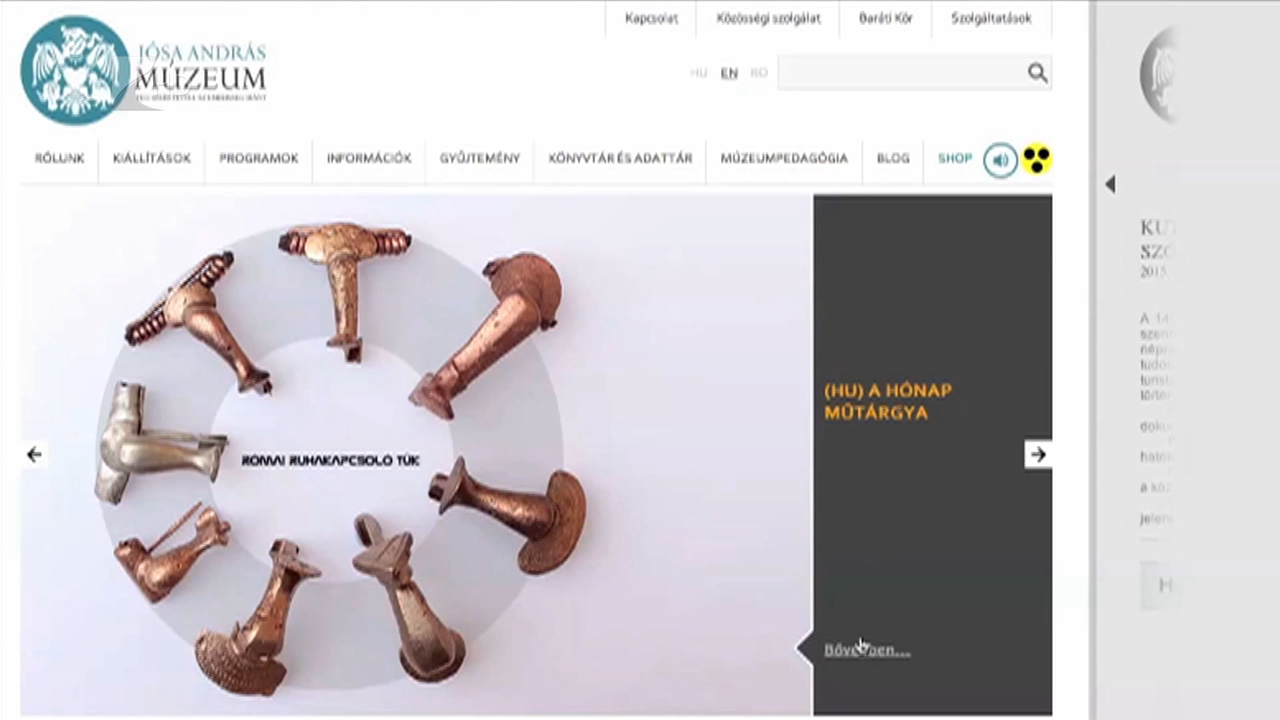 Kapcsolat Közösségi szolgálat Baráti Kör Szolgáltatások
JÓSA ANDRÁS
MÚZEUM
HU EN RO
RÓLUNK KIÁLLÍTÁSOK PROGRAMOK INFORMÁCIÓK GYŰJTEMÉNY KÖNYVTÁR ÉS ADATTÁR MÚZEUMPEDAGÓGIA BLOG SHOP
RÓMAI RUHAKAPCSOLÓ TŰK
(HU) A HÓNAP
MŰTÁRGYA
2015
A